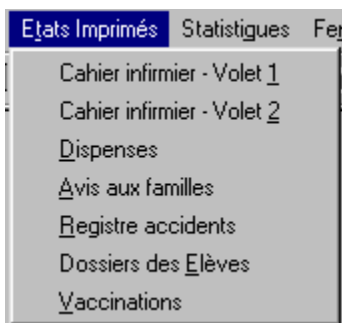 Etats Imprimés Statistiques Fer
Cahier infirmier - Volet 1
Cahier infirmier - Volet 2
Dispenses
Avis aux familles
Registre accidents
Dossiers des Elèves
Vaccinations